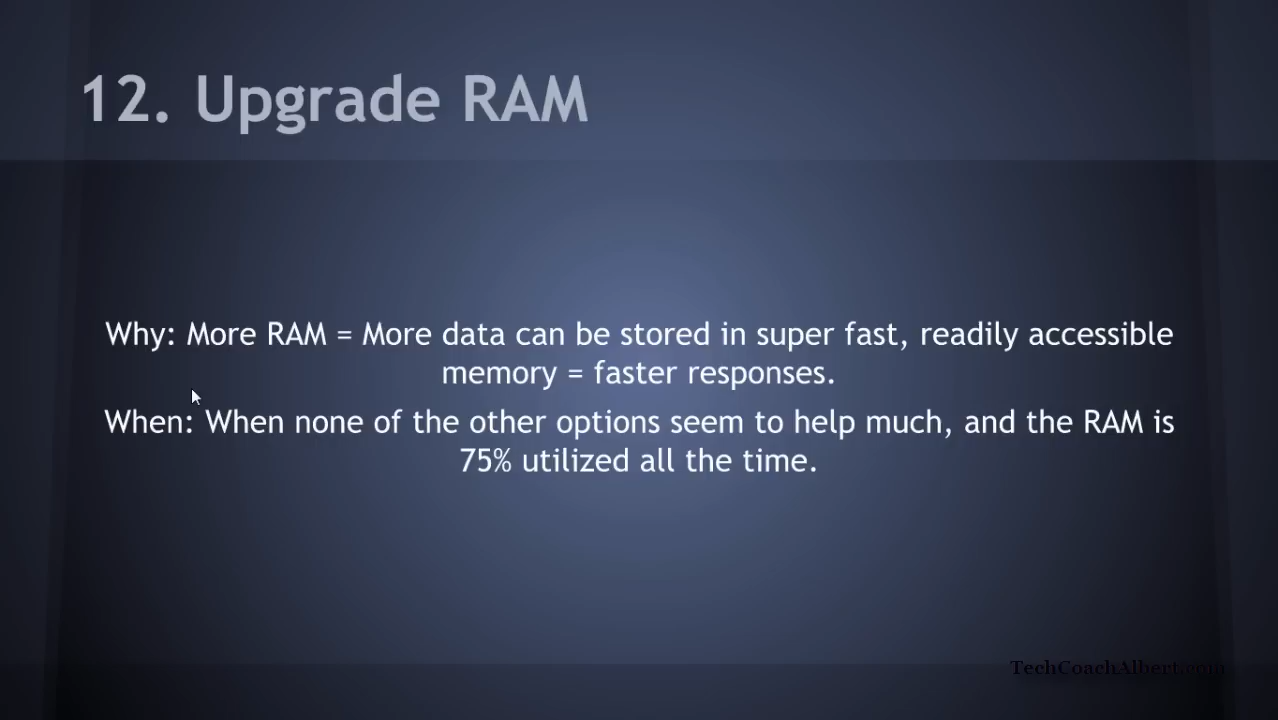 12. Upgrade RAM
Why: More RAM = More data can be stored in super fast, readily accessible
memory = faster responses.
When: When none of the other options seem to help much, and the RAM is
75% utilized all the time.
TechCoachAlbert.com